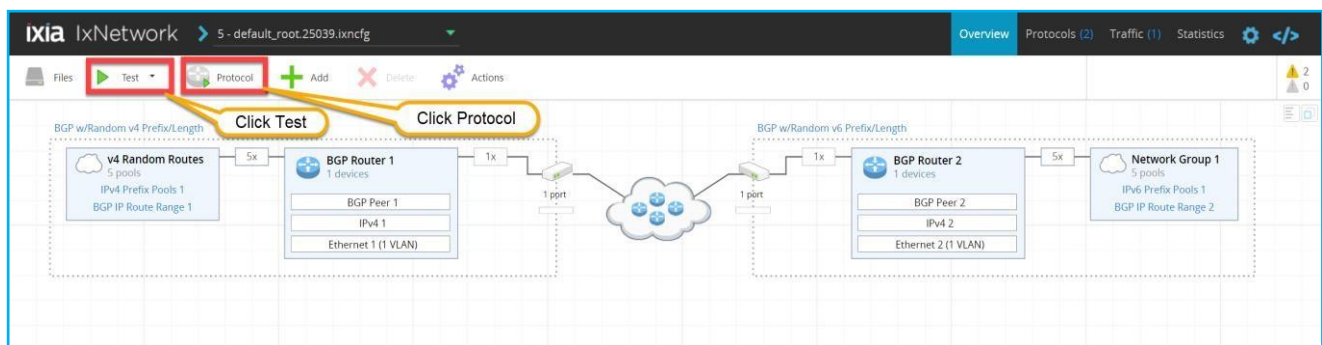 ixia IxNetwork 5 - default_root.25039.ixncfg Overview Protocols (2) Traffic (1) Statistics </>
Files Test Protocol Add Delete Actions 2
0
Click Test Click Protocol
BGP w/Random v4 Prefix/Length BGP w/Random v6 Prefix/Length
v4 Random Routes 5x BGP Router 1 1x 1x BGP Router 2 5x Network Group 1
5 pools 1 devices 1 devices 5 pools
IPv4 Prefix Pools 1 1 port 1 port IPv6 Prefix Pools 1
BGP IP Route Range 1 BGP Peer 1 BGP Peer 2 BGP IP Route Range 2
IPv4 1 IPv4 2
Ethernet 1 (1 VLAN) Ethernet 2 (1 VLAN)